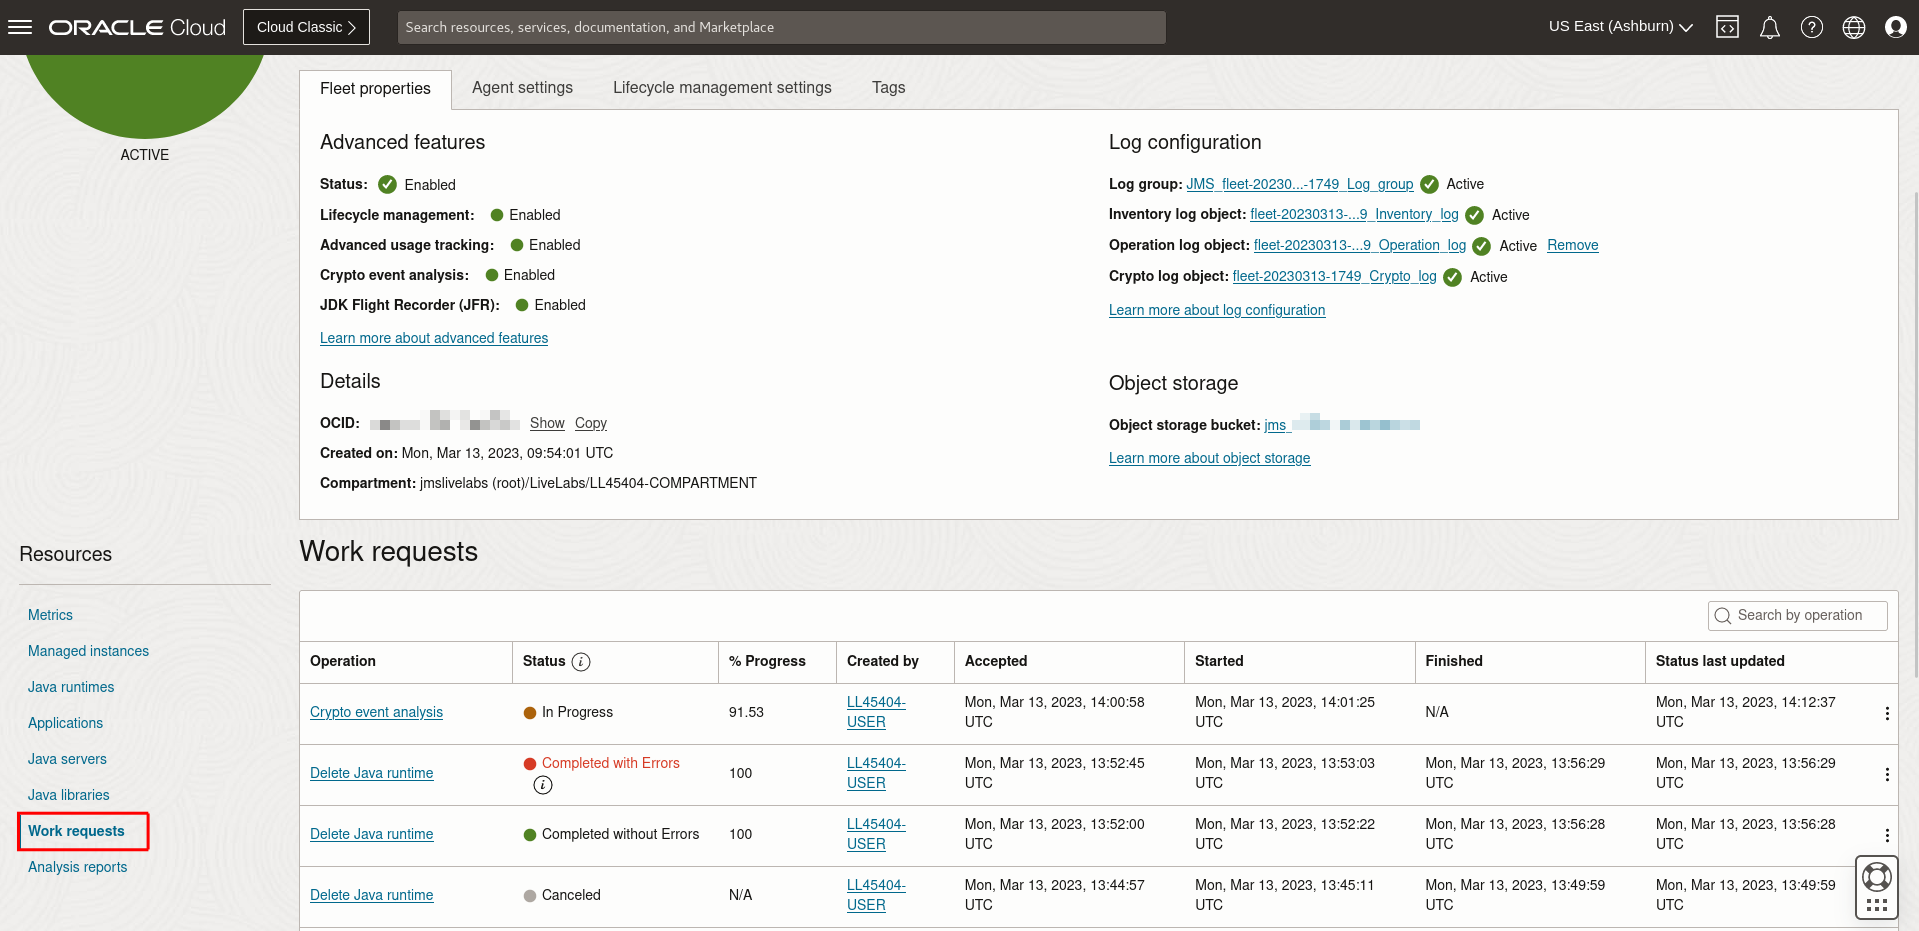 ORACLE Cloud
Cloud Classic
Search resources, services, documentation, and Marketplace
US East (Ashburn)
ACTIVE
Fleet properties
Agent settings
Lifecycle management settings
Tags
Advanced features
Status: Enabled
Lifecycle management: Enabled
Advanced usage tracking: Enabled
Crypto event analysis: Enabled
JDK Flight Recorder (JFR): Enabled
Learn more about advanced features
Log configuration
Log group: JMS_fleet-20230...-1749_Log_group Active
Inventory log object: fleet-20230313-...9_Inventory_log Active
Operation log object: fleet-20230313-...9_Operation_log Active Remove
Crypto log object: fleet-20230313-1749_Crypto_log Active
Learn more about log configuration
Details
OCID: Show Copy
Created on: Mon, Mar 13, 2023, 09:54:01 UTC
Compartment: jmslivelabs (root)/LiveLabs/LL45404-COMPARTMENT
Object storage
Object storage bucket: jms_
Learn more about object storage
Resources
Metrics
Managed instances
Java runtimes
Applications
Java servers
Java libraries
Work requests
Analysis reports
Work requests
Search by operation
Operation Status % Progress Created by Accepted Started Finished Status last updated
Crypto event analysis In Progress 91.53 LL45404-USER Mon, Mar 13, 2023, 14:00:58 UTC Mon, Mar 13, 2023, 14:01:25 UTC N/A Mon, Mar 13, 2023, 14:12:37 UTC
Delete Java runtime Completed with Errors 100 LL45404-USER Mon, Mar 13, 2023, 13:52:45 UTC Mon, Mar 13, 2023, 13:53:03 UTC Mon, Mar 13, 2023, 13:56:29 UTC Mon, Mar 13, 2023, 13:56:29 UTC
Delete Java runtime Completed without Errors 100 LL45404-USER Mon, Mar 13, 2023, 13:52:00 UTC Mon, Mar 13, 2023, 13:52:22 UTC Mon, Mar 13, 2023, 13:56:28 UTC Mon, Mar 13, 2023, 13:56:28 UTC
Delete Java runtime Canceled N/A LL45404-USER Mon, Mar 13, 2023, 13:44:57 UTC Mon, Mar 13, 2023, 13:45:11 UTC Mon, Mar 13, 2023, 13:49:59 UTC Mon, Mar 13, 2023, 13:49:59 UTC